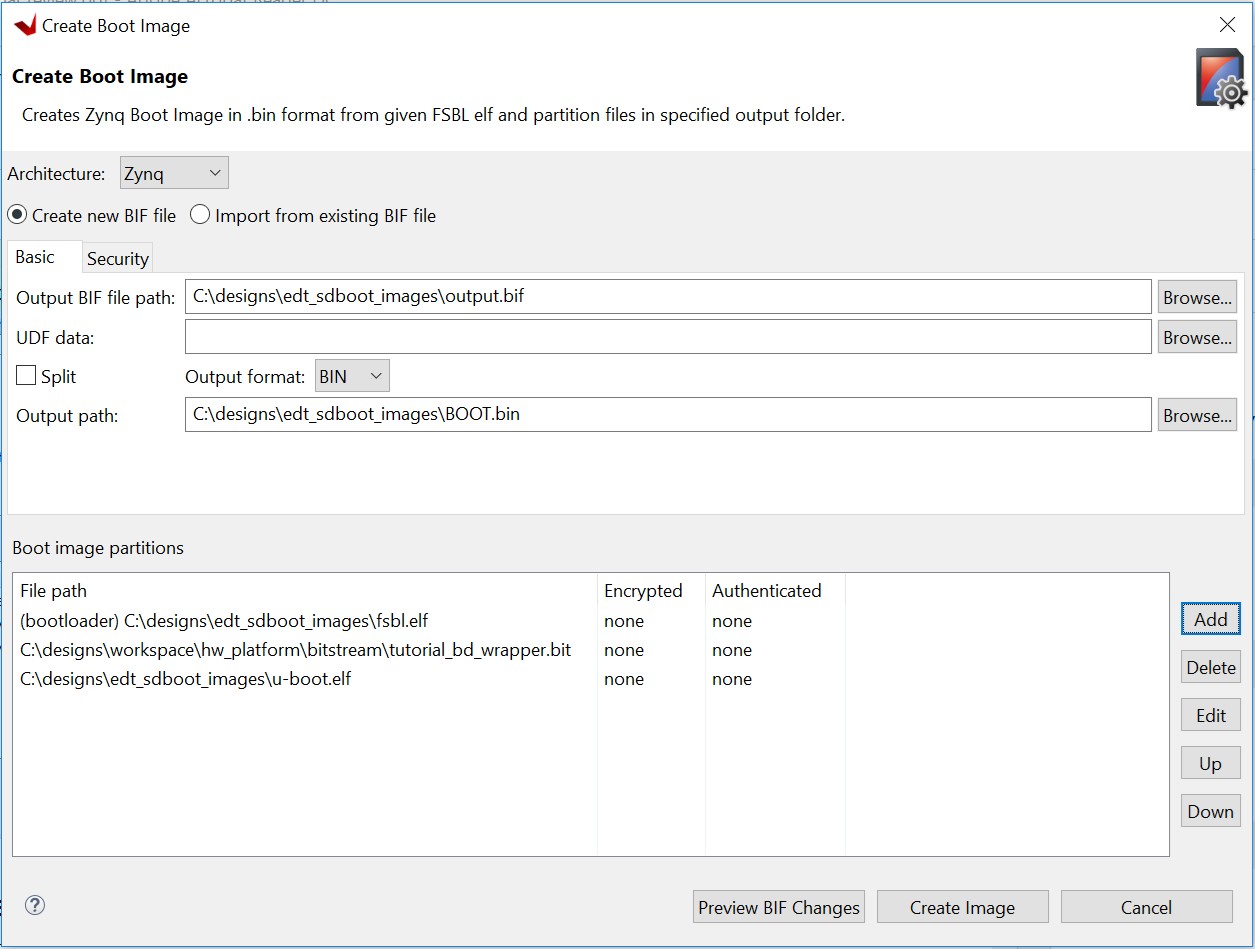 Create Boot Image
Create Boot Image
Creates Zynq Boot Image in .bin format from given FSBL elf and partition files in specified output folder.
Architecture: Zynq
Create new BIF file Import from existing BIF file
Basic Security
Output BIF file path: C:\designs\edt_sdboot_images\output.bif Browse...
UDF data: Browse...
Split Output format: BIN
Output path: C:\designs\edt_sdboot_images\BOOT.bin Browse...
Boot image partitions
File path Encrypted Authenticated
(bootloader) C:\designs\edt_sdboot_images\fsbl.elf none none
Add
C:\designs\workspace\hw_platform\bitstream\tutorial_bd_wrapper.bit none none
C:\designs\edt_sdboot_images\u-boot.elf none none
Delete
Edit
Up
Down
? Preview BIF Changes Create Image Cancel